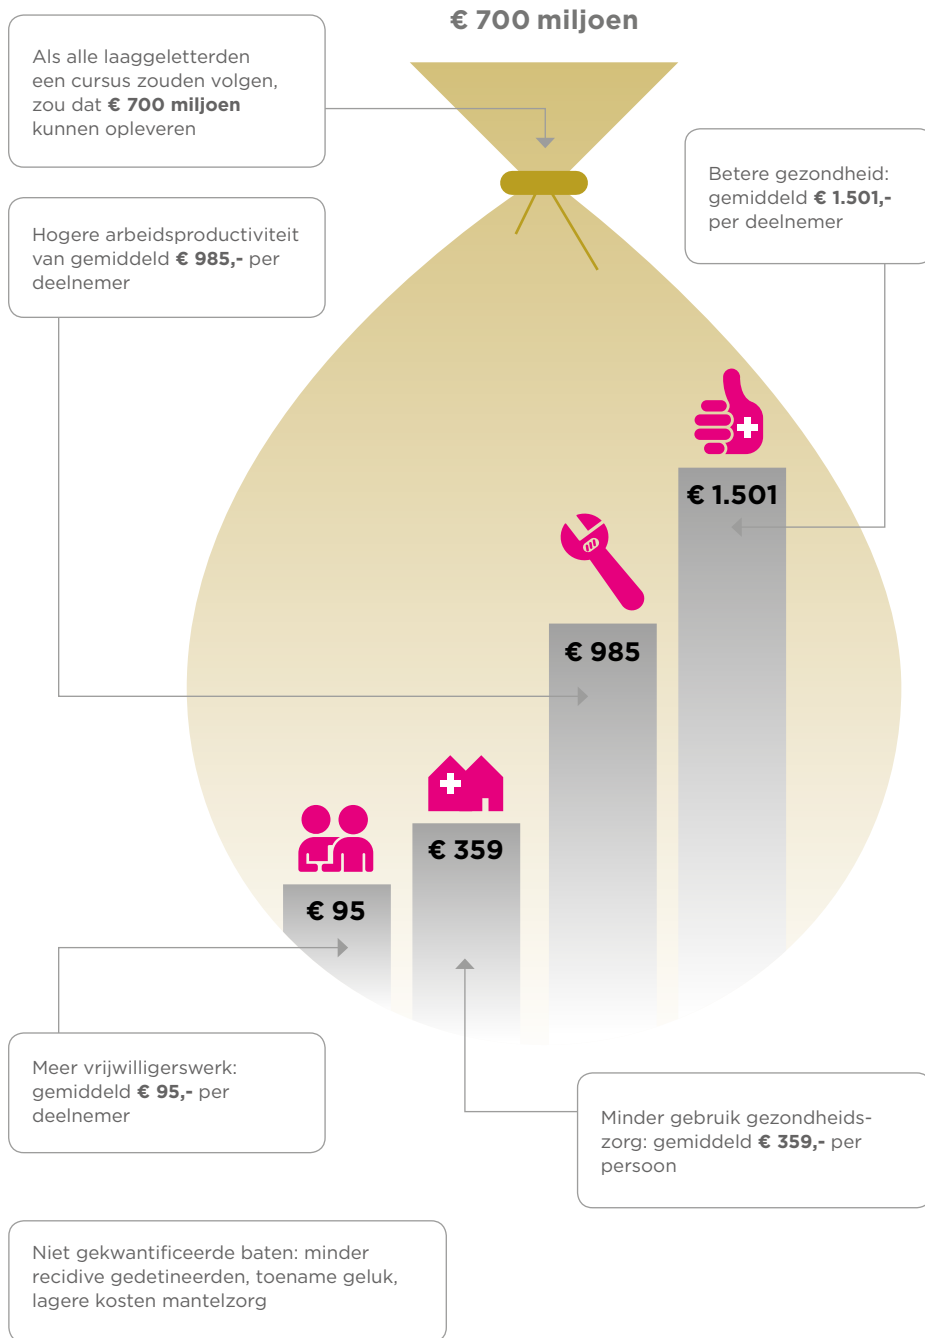 € 700 miljoen
Als alle laaggeletterden
een cursus zouden volgen,
zou dat € 700 miljoen
kunnen opleveren
Betere gezondheid:
gemiddeld € 1.501,-
per deelnemer
Hogere arbeidsproductiviteit
van gemiddeld € 985,- per
deelnemer
€ 1.501
€ 985
€ 359
€ 95
Meer vrijwilligerswerk:
gemiddeld € 95,- per
deelnemer
Minder gebruik gezondheids-
zorg: gemiddeld € 359,- per
persoon
Niet gekwantificeerde baten: minder
recidive gedetineerden, toename geluk,
lagere kosten mantelzorg